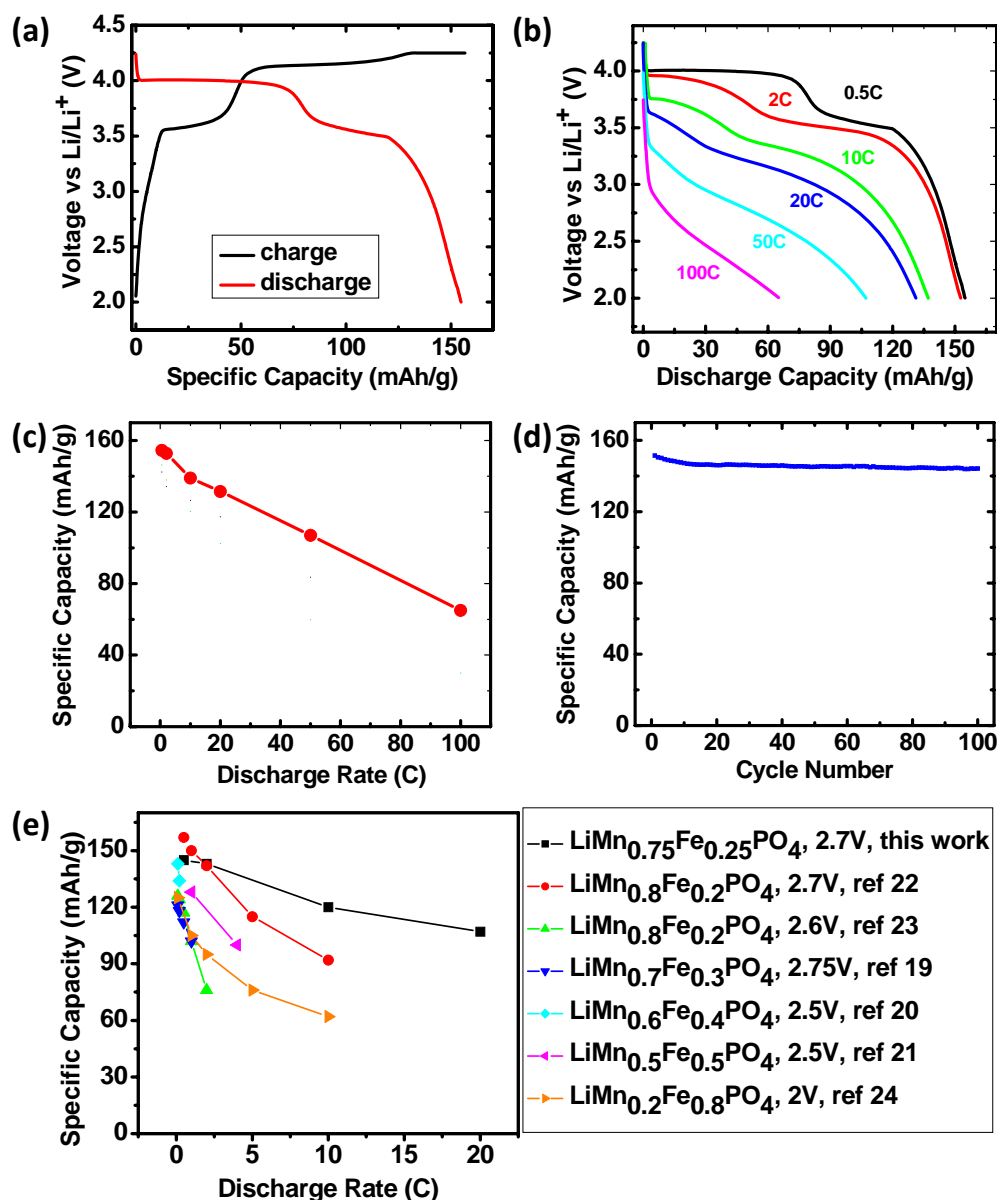 (a)
4.5
4.0
3.5
3.0
2.5
2.0
Voltage vs Li/Li+ (V)
charge
discharge
0 50 100 150
Specific Capacity (mAh/g)
(b)
4.0
3.5
3.0
2.5
2.0
Voltage vs Li/Li+ (V)
0.5C
2C
10C
20C
50C
100C
0 30 60 90 120 150
Discharge Capacity (mAh/g)
(c)
160
120
80
40
0
Specific Capacity (mAh/g)
0 20 40 60 80 100
Discharge Rate (C)
(d)
160
120
80
40
0
Specific Capacity (mAh/g)
0 20 40 60 80 100
Cycle Number
(e)
150
120
90
60
30
Specific Capacity (mAh/g)
0 5 10 15 20
Discharge Rate (C)
LiMn0.75Fe0.25PO4, 2.7V, this work
LiMn0.8Fe0.2PO4, 2.7V, ref 22
LiMn0.8Fe0.2PO4, 2.6V, ref 23
LiMn0.7Fe0.3PO4, 2.75V, ref 19
LiMn0.6Fe0.4PO4, 2.5V, ref 20
LiMn0.5Fe0.5PO4, 2.5V, ref 21
LiMn0.2Fe0.8PO4, 2V, ref 24